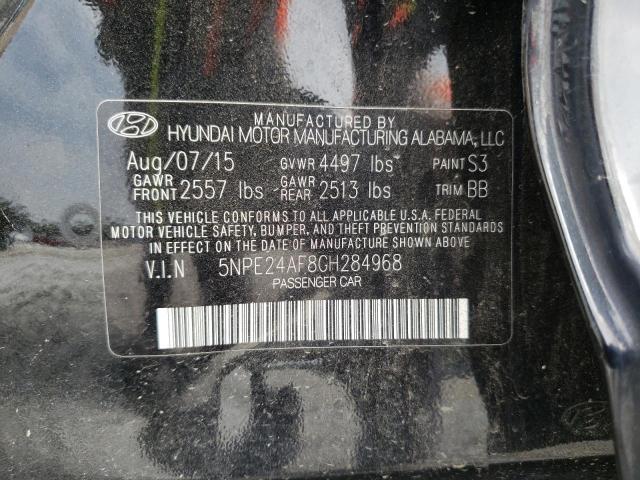 MANUFACTURED BY
HYUNDAI MOTOR MANUFACTURING ALABAMA, LLC
Aug/07/15 GVWR 4497 lbs PAINT S3
GAWR FRONT 2557 lbs GAWR REAR 2513 lbs TRIM BB
THIS VEHICLE CONFORMS TO ALL APPLICABLE U.S.A. FEDERAL
MOTOR VEHICLE SAFETY, BUMPER, AND THEFT PREVENTION
STANDARDS IN EFFECT ON THE DATE OF MANUFACTURE SHOWN ABOVE.
V.I.N 5NPE24AF8GH284968
PASSENGER CAR